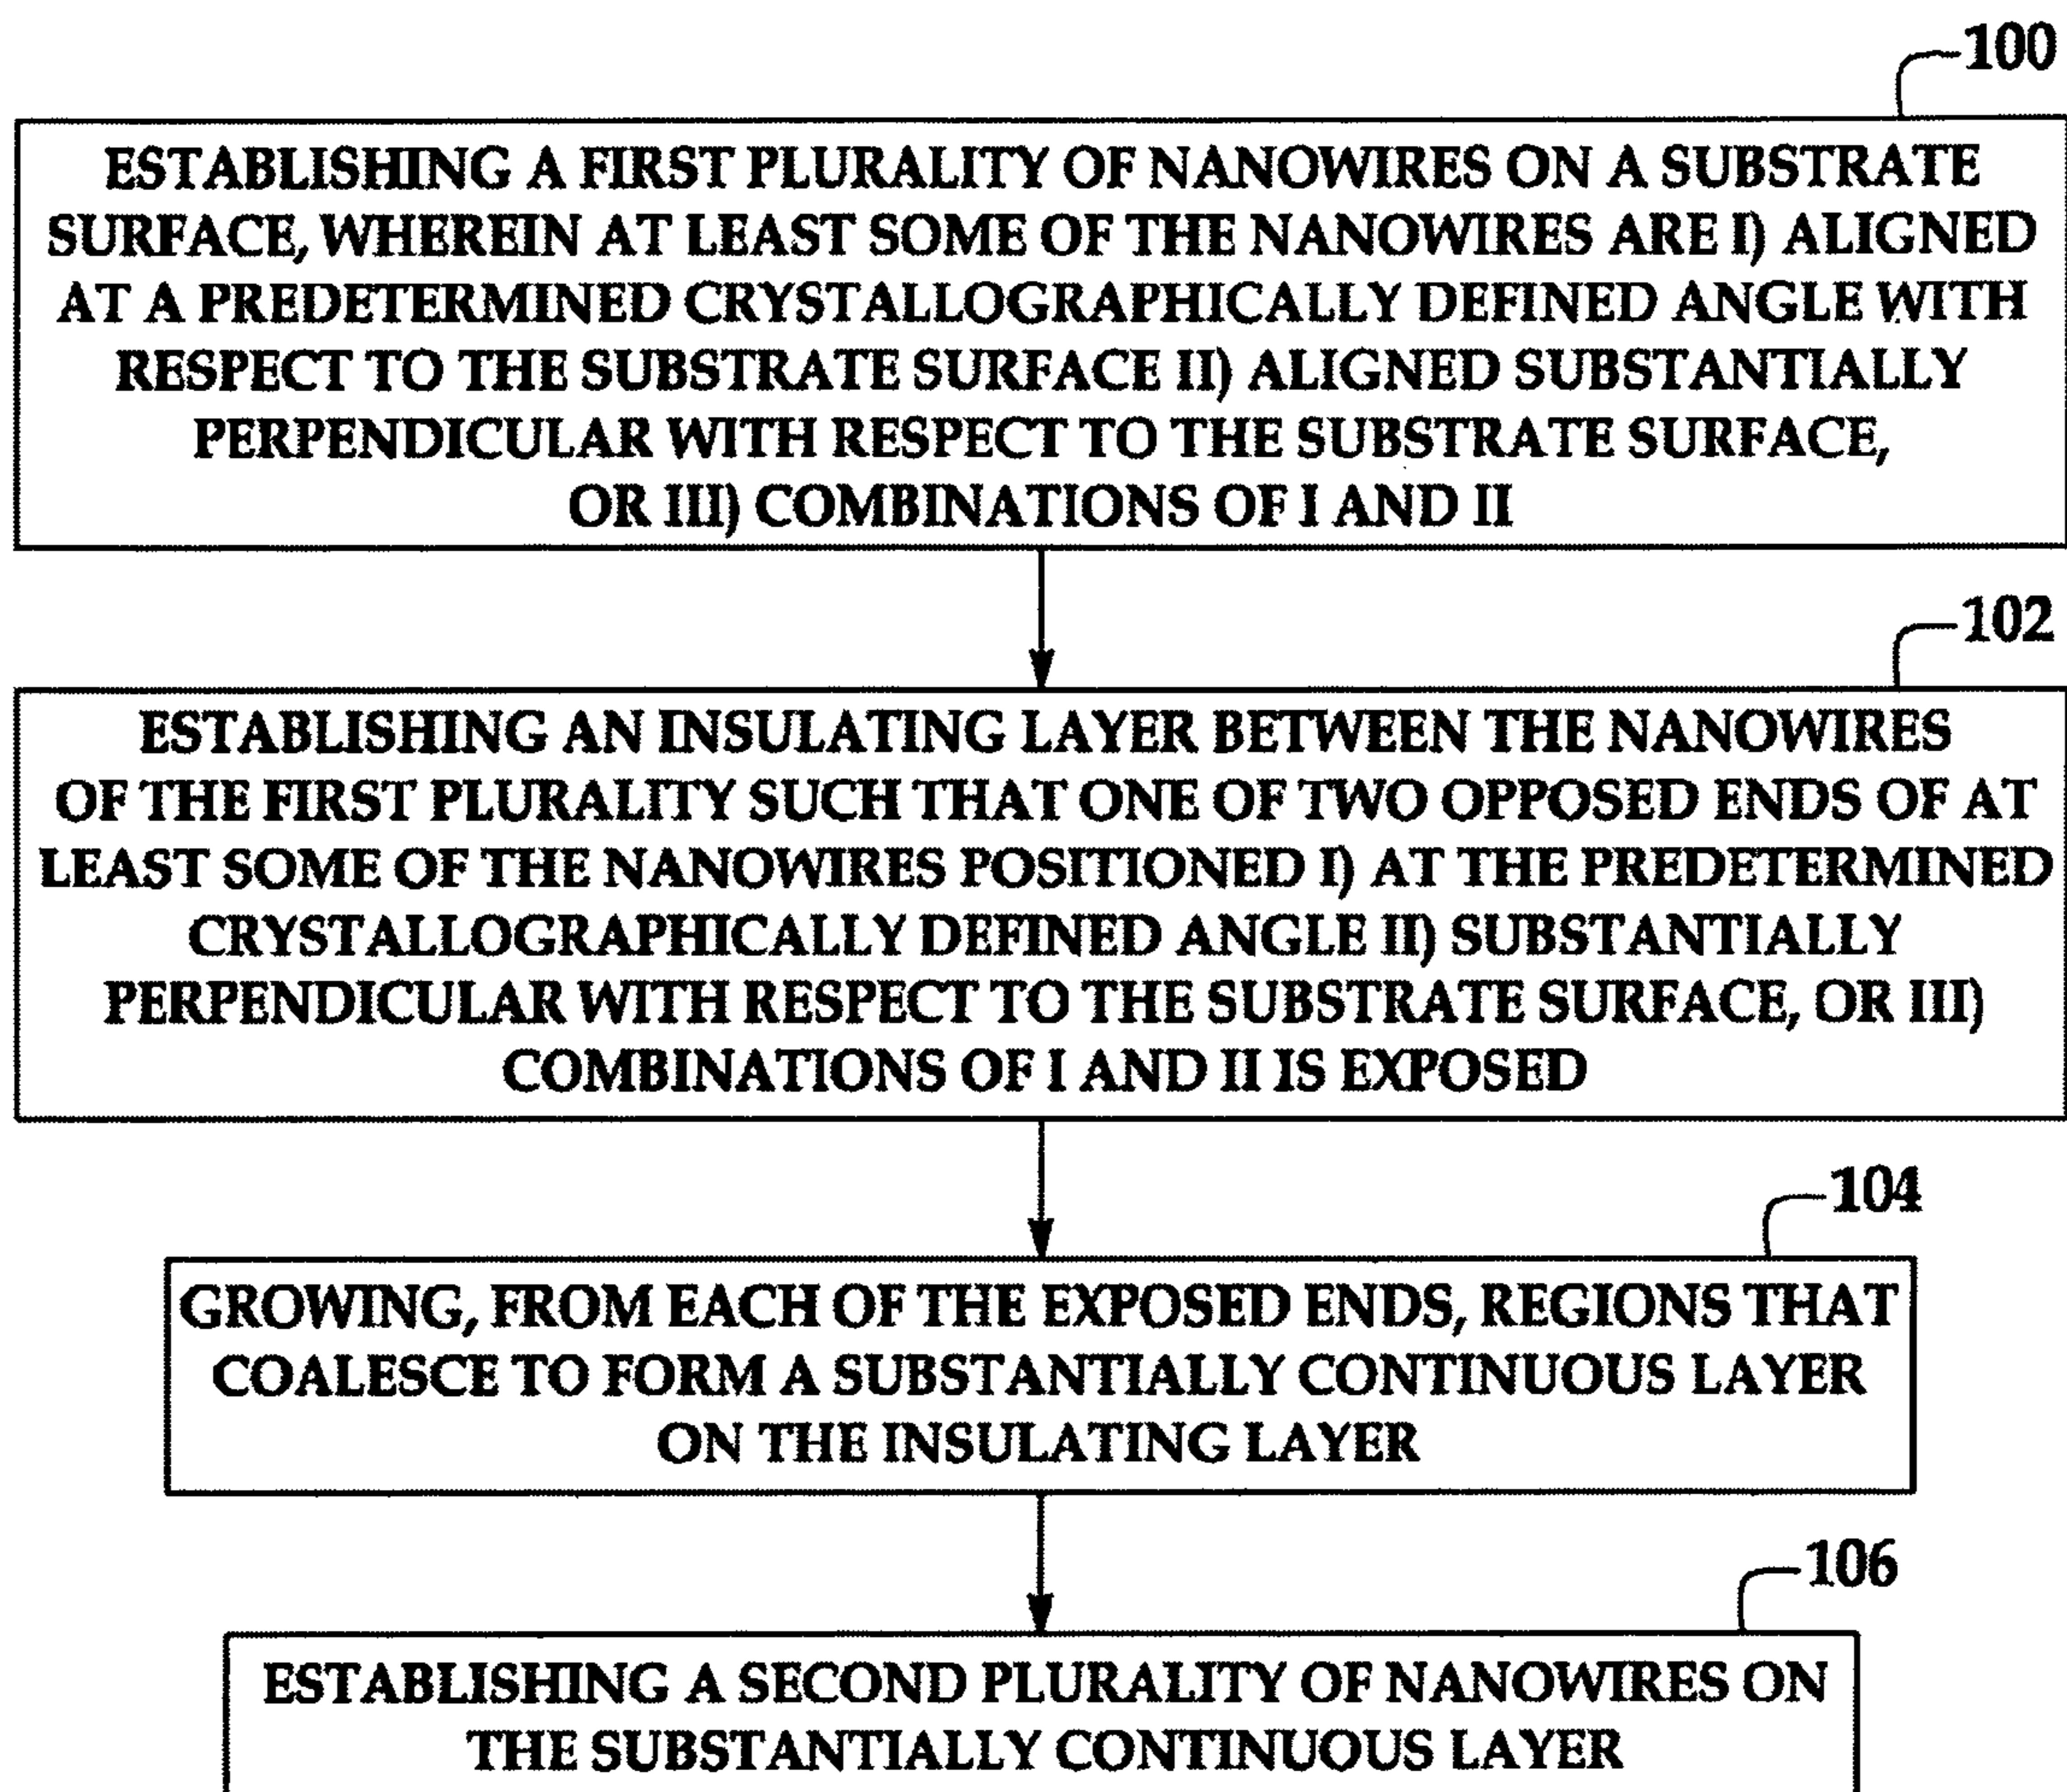 100
ESTABLISHING A FIRST PLURALITY OF NANOWIRES ON A SUBSTRATE
SURFACE, WHEREIN AT LEAST SOME OF THE NANOWIRES ARE I) ALIGNED
AT A PREDETERMINED CRYSTALLOGRAPHICALLY DEFINED ANGLE WITH
RESPECT TO THE SUBSTRATE SURFACE II) ALIGNED SUBSTANTIALLY
PERPENDICULAR WITH RESPECT TO THE SUBSTRATE SURFACE,
OR III) COMBINATIONS OF I AND II
102
ESTABLISHING AN INSULATING LAYER BETWEEN THE NANOWIRES
OF THE FIRST PLURALITY SUCH THAT ONE OF TWO OPPOSED ENDS OF AT
LEAST SOME OF THE NANOWIRES POSITIONED I) AT THE PREDETERMINED
CRYSTALLOGRAPHICALLY DEFINED ANGLE II) SUBSTANTIALLY
PERPENDICULAR WITH RESPECT TO THE SUBSTRATE SURFACE, OR III)
COMBINATIONS OF I AND II IS EXPOSED
104
GROWING, FROM EACH OF THE EXPOSED ENDS, REGIONS THAT
COALESCE TO FORM A SUBSTANTIALLY CONTINUOUS LAYER
ON THE INSULATING LAYER
106
ESTABLISHING A SECOND PLURALITY OF NANOWIRES ON
THE SUBSTANTIALLY CONTINUOUS LAYER